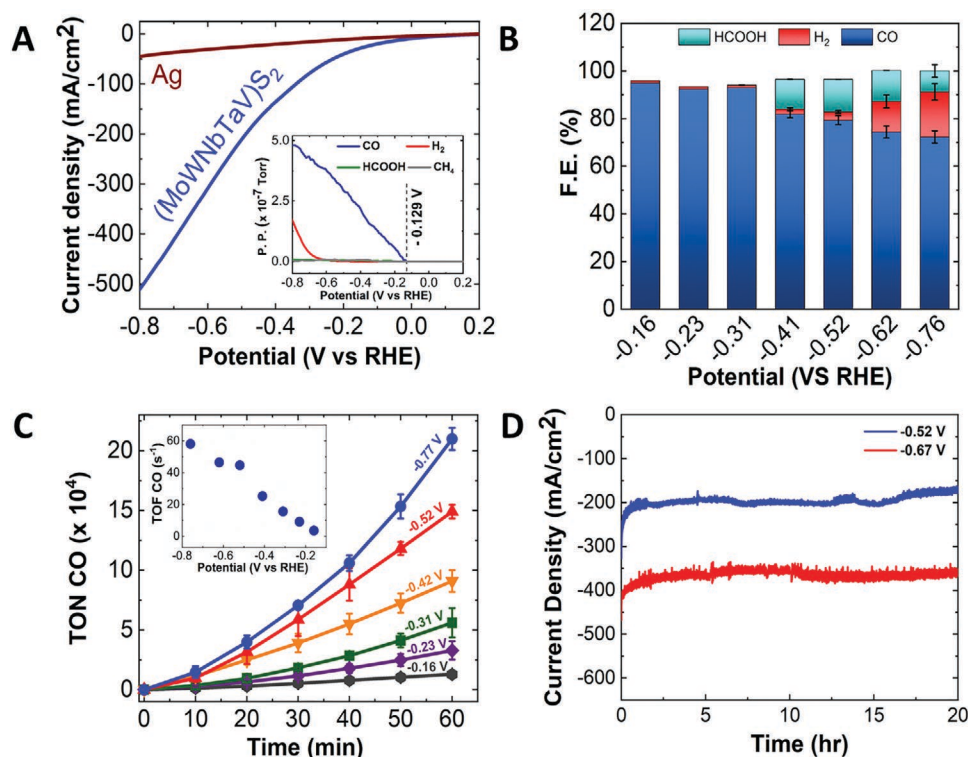 A
Current density (mA/cm2)
0
-100
-200
-300
-400
-500
Ag
(MoWNbTaV)S2
5.0
2.5
0.0
P. P. (x 10-7 Torr)
CO
H2
HCOOH
CH4
- 0.129 V
-0.8 -0.6 -0.4 -0.2 0.0 0.2
Potential (V vs RHE)
-0.8 -0.6 -0.4 -0.2 0.0 0.2
Potential (V vs RHE)
B
F.E. (%)
120
100
80
60
40
20
0
HCOOH H2 CO
-0.16 -0.23 -0.31 -0.41 -0.52 -0.62 -0.76
Potential (VS RHE)
C
TON CO (x 104)
20
15
10
5
0
TOF CO (s-1)
60
40
20
0
-0.8 -0.6 -0.4 -0.2 0.0
Potential (V vs RHE)
-0.77 V
-0.52 V
-0.42 V
-0.31 V
-0.23 V
-0.16 V
0 10 20 30 40 50 60
Time (min)
D
Current Density (mA/cm2)
0
-100
-200
-300
-400
-500
-600
-0.52 V
-0.67 V
0 5 10 15 20
Time (hr)